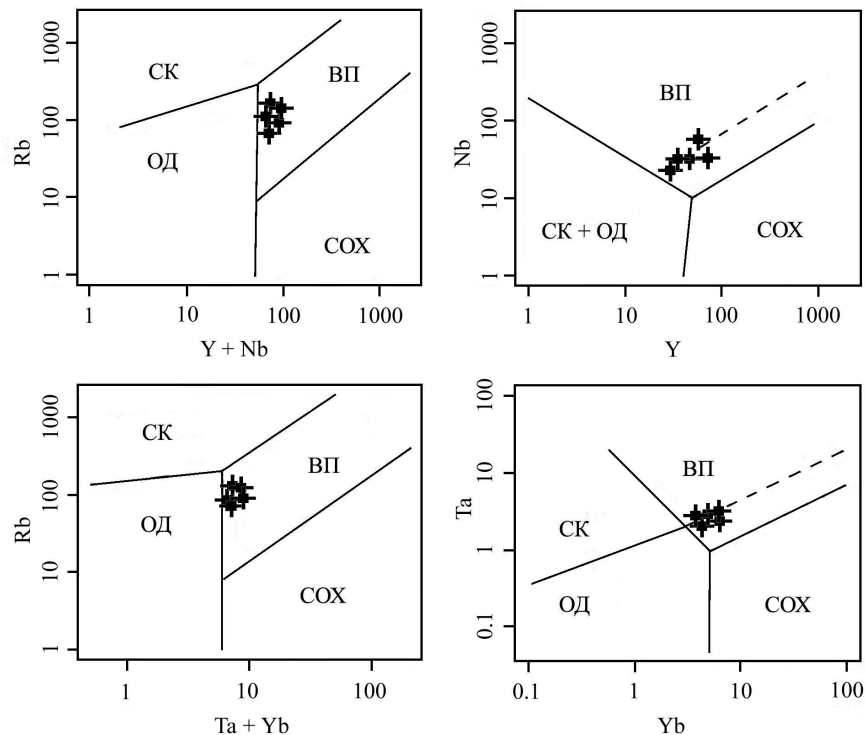 1000
100
10
1
Rb
СК
ВП
ОД
СОХ
1 10 100 1000
Y + Nb
1000
100
10
1
Nb
ВП
СК + ОД
СОХ
1 10 100 1000
Y
1000
100
10
1
Rb
СК
ВП
ОД
СОХ
1 10 100
Ta + Yb
100
10
1
0.1
Ta
ВП
СК
ОД
СОХ
0.1 1 10 100
Yb